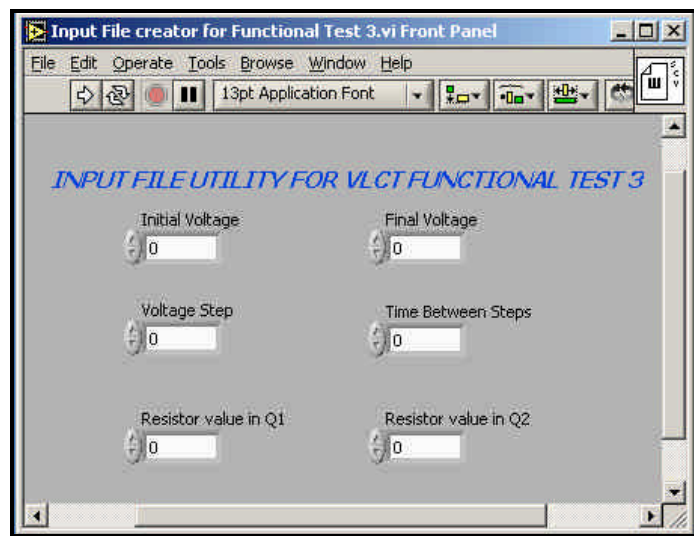 Input File creator for Functional Test 3.vi Front Panel
File Edit Operate Tools Browse Window Help
13pt Application Font
INPUT FILE UTILITY FOR VLCT FUNCTIONAL TEST 3
Initial Voltage Final Voltage
0 0
Voltage Step Time Between Steps
0 0
Resistor value in Q1 Resistor value in Q2
0 0